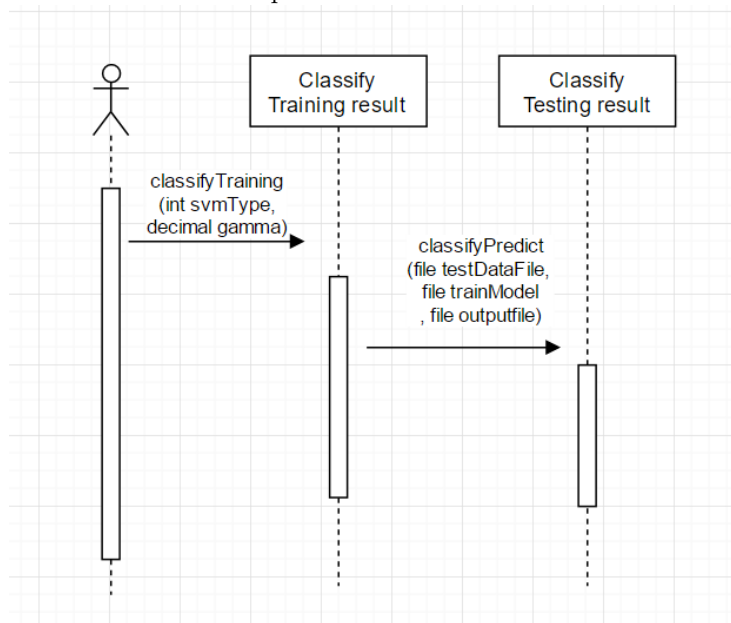 Classify
Training result
Classify
Testing result
classifyTraining
(int svmType,
decimal gamma)
classifyPredict
(file testDataFile,
file trainModel
, file outputfile)